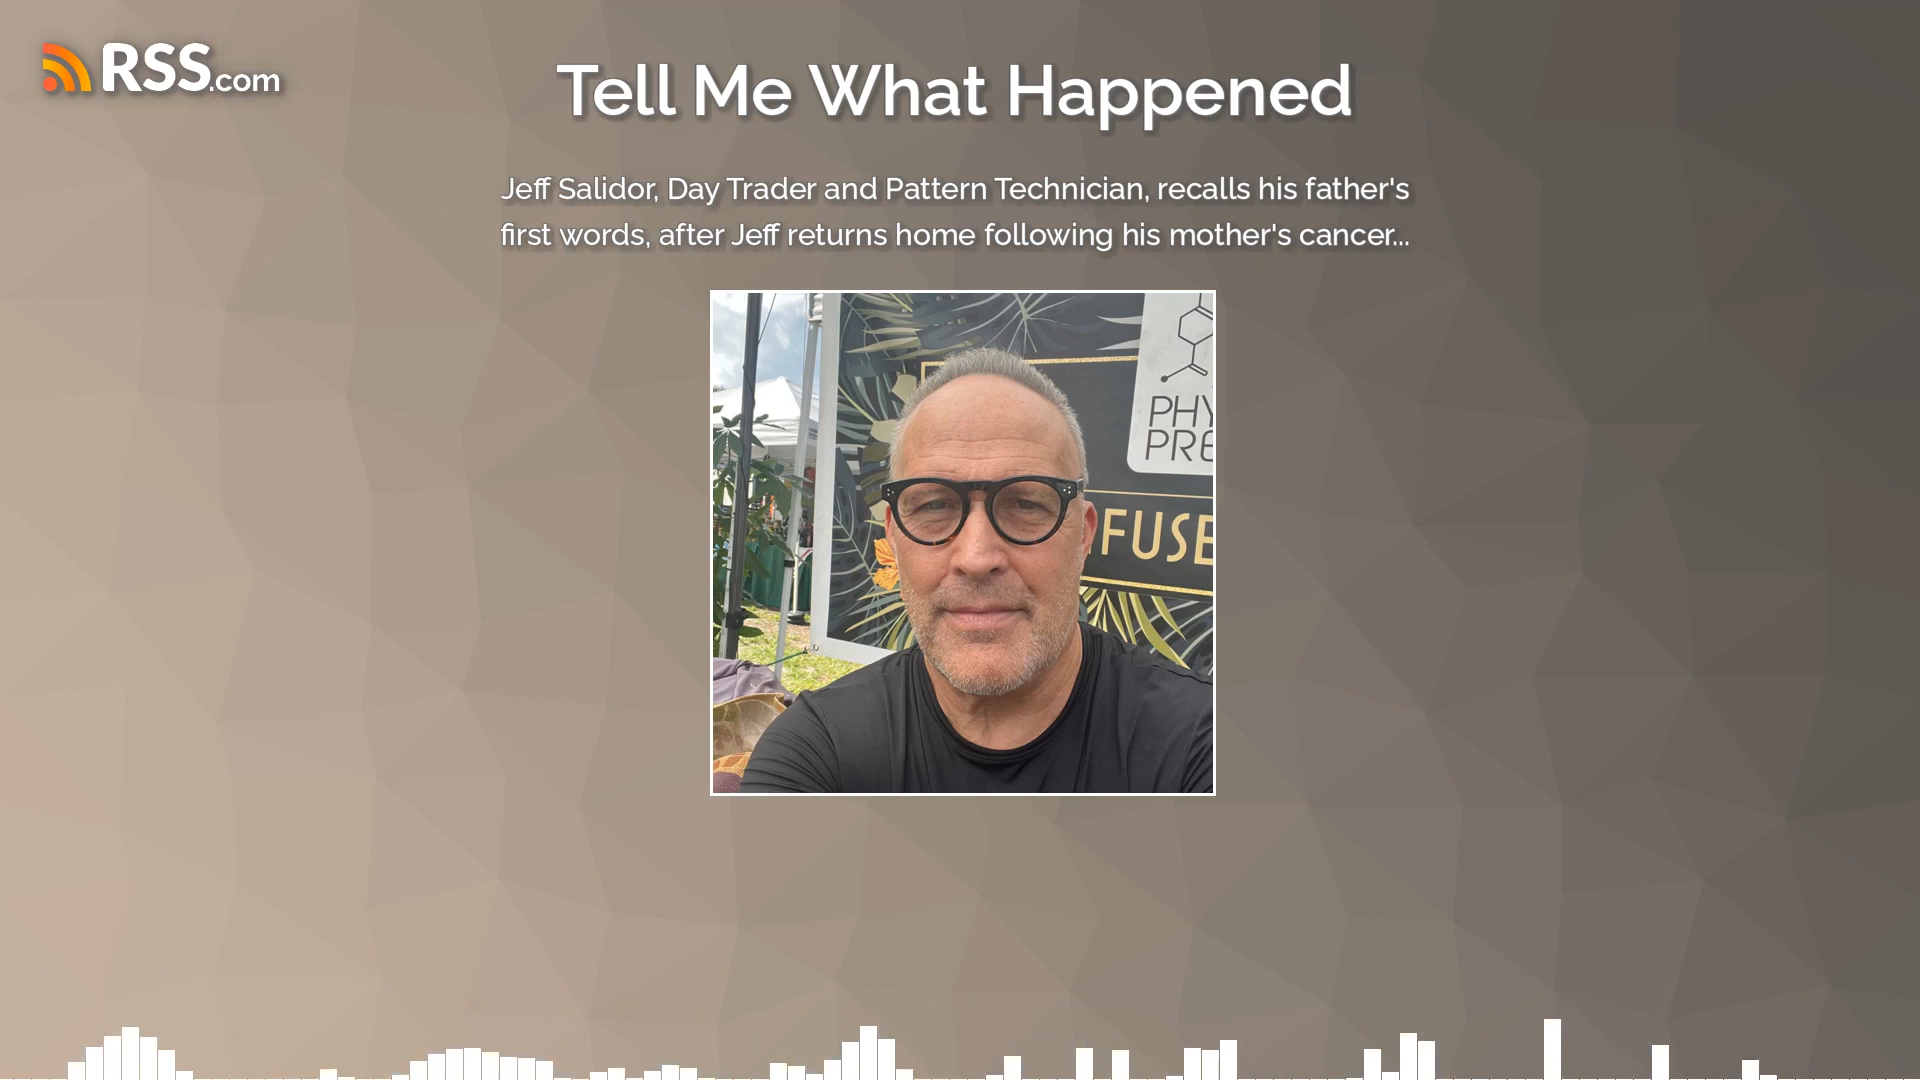 RSS.com
Tell Me What Happened
Jeff Salidor, Day Trader and Pattern Technician, recalls his father's
first words, after Jeff returns home following his mother's cancer...
PHY
PRE
FUSE